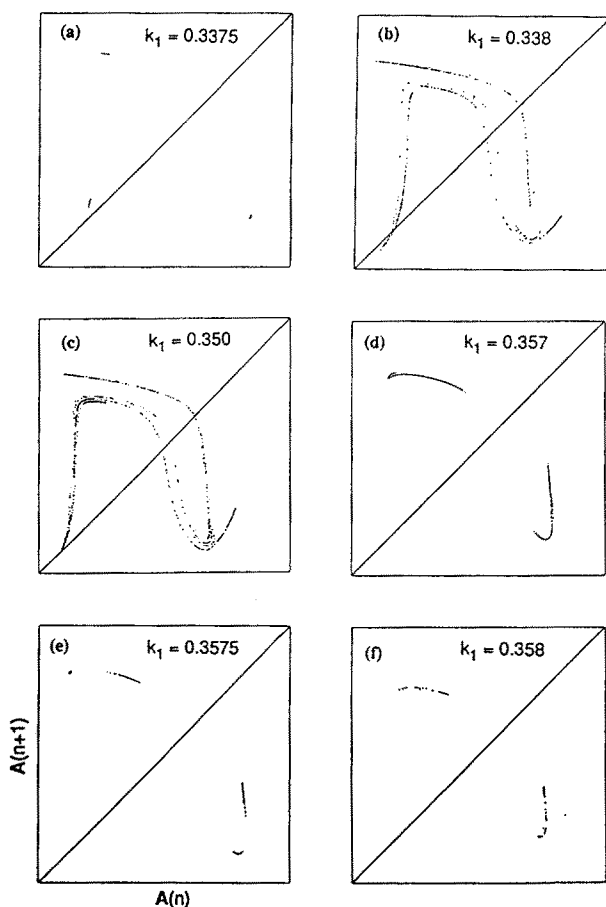 (a) k₁ = 0.3375
(b) k₁ = 0.338
(c) k₁ = 0.350
(d) k₁ = 0.357
(e) k₁ = 0.3575
(f) k₁ = 0.358
A(n+1)
A(n)